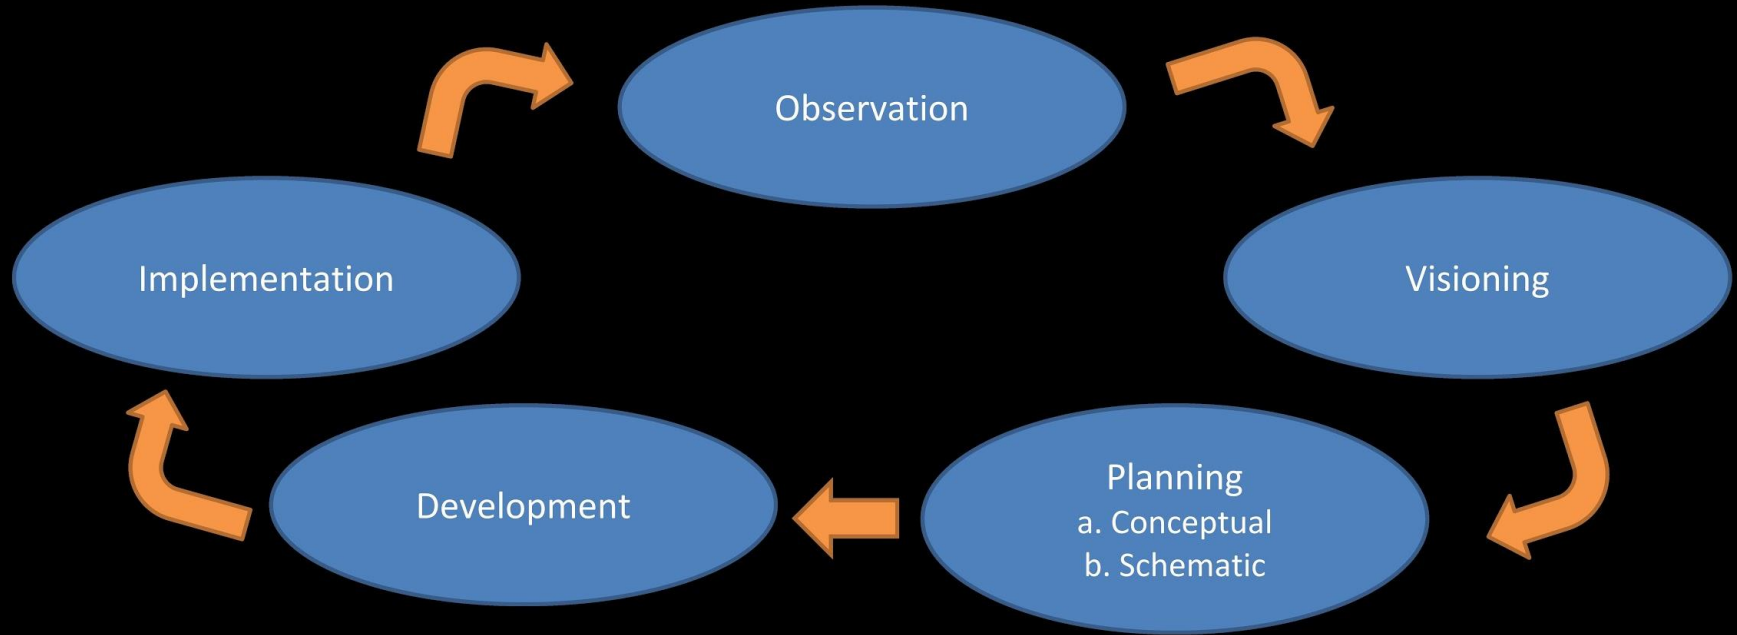 Observation
Implementation
Visioning
Development
Planning
a. Conceptual
b. Schematic